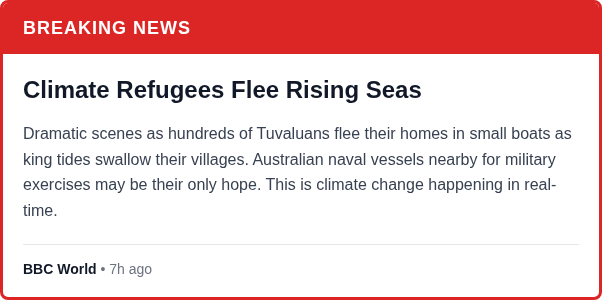 BREAKING NEWS
Climate Refugees Flee Rising Seas
Dramatic scenes as hundreds of Tuvaluans flee their homes in small boats as
king tides swallow their villages. Australian naval vessels nearby for military
exercises may be their only hope. This is climate change happening in real-
time.
BBC World • 7h ago